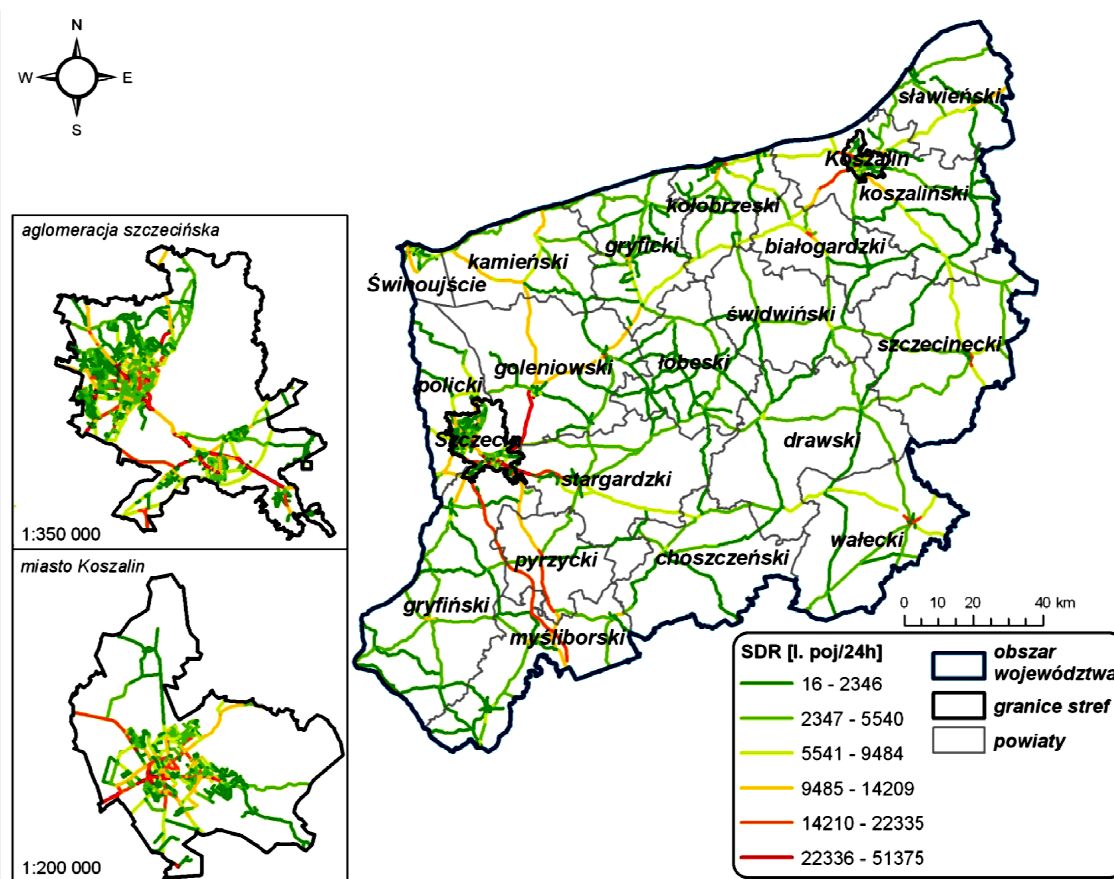 N
W E
S
aglomeracja szczecińska
1:350 000
miasto Koszalin
1:200 000
sławieński
Koszalin
koszaliński
kołobrzeski
gryficki
białogardzki
kamieński
Świnoujście
świdwiński
szczecinecki
goleniowski
łobeski
policki
Szczecin
drawski
stargardzki
wałecki
pyrzycki
choszczeński
gryfiński
myśliborski
0 10 20 40 km
SDR [l. poj/24h]
16 - 2346
2347 - 5540
5541 - 9484
9485 - 14209
14210 - 22335
22336 - 51375
obszar
województwa
granice stref
powiaty